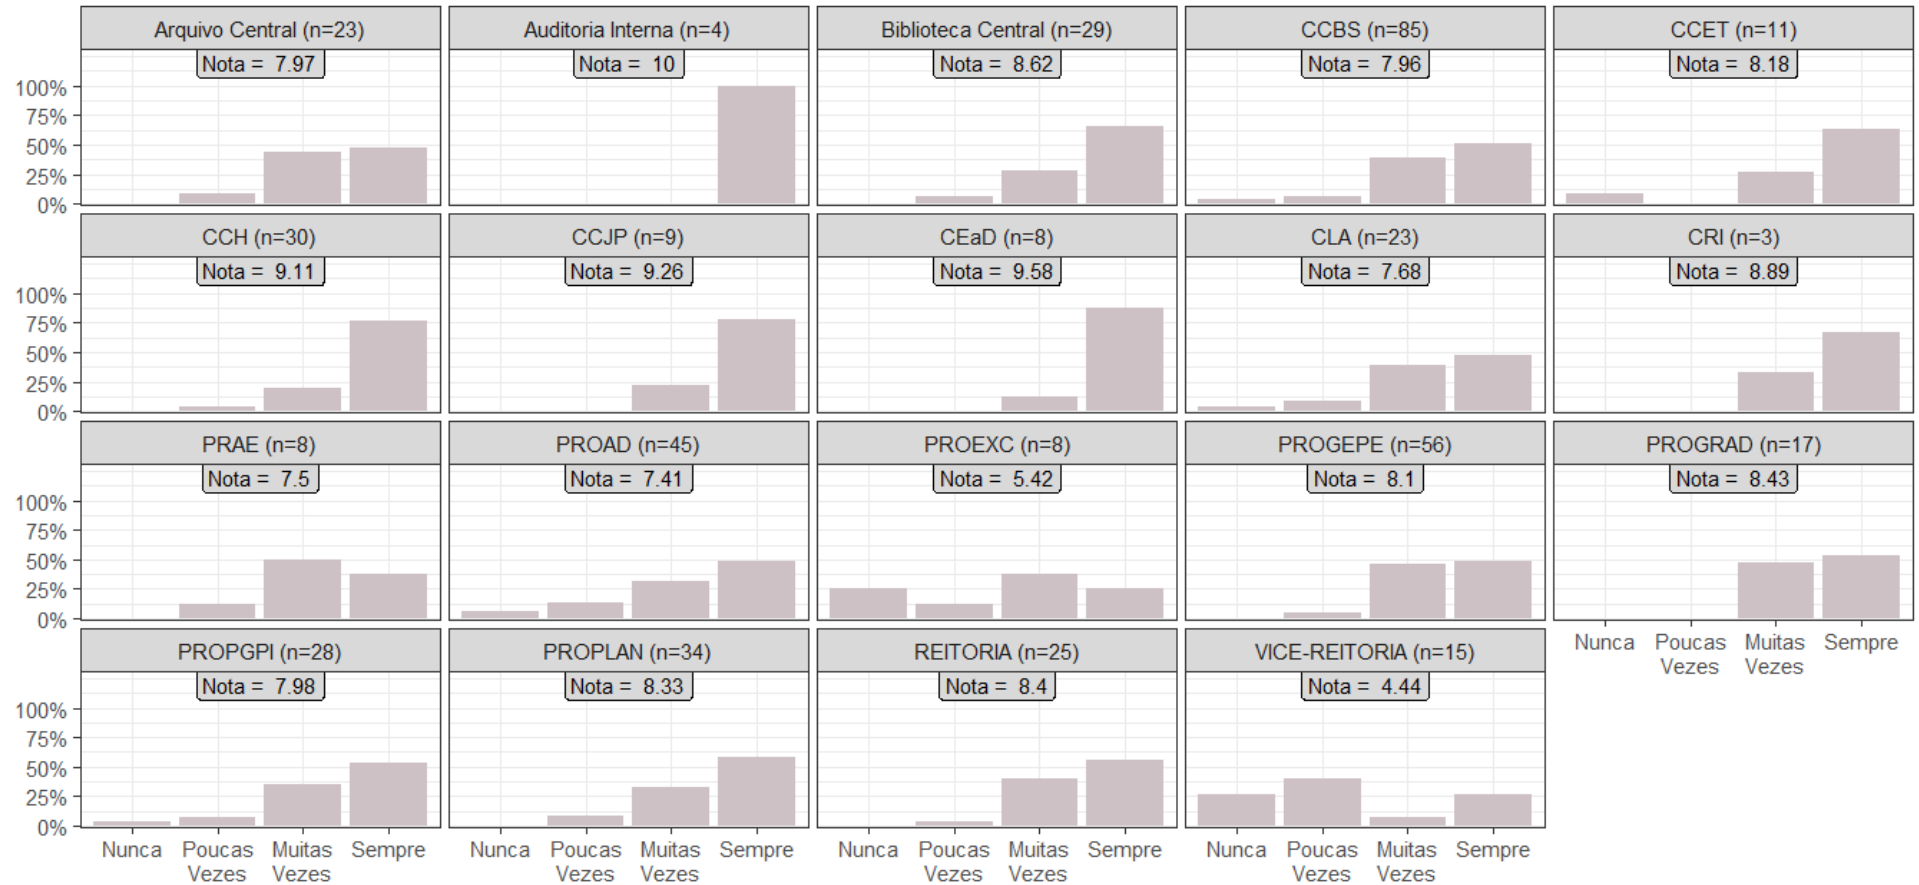 Arquivo Central (n=23)
Auditoria Interna (n=4)
Biblioteca Central (n=29)
CCBS (n=85)
CCET (n=11)
Nota = 7.97
Nota = 10
Nota = 8.62
Nota = 7.96
Nota = 8.18
100%
75%
50%
25%
0%
CCH (n=30)
CCJP (n=9)
CEaD (n=8)
CLA (n=23)
CRI (n=3)
Nota = 9.11
Nota = 9.26
Nota = 9.58
Nota = 7.68
Nota = 8.89
100%
75%
50%
25%
0%
PRAE (n=8)
PROAD (n=45)
PROEXC (n=8)
PROGEPE (n=56)
PROGRAD (n=17)
Nota = 7.5
Nota = 7.41
Nota = 5.42
Nota = 8.1
Nota = 8.43
100%
75%
50%
25%
0%
Nunca
Poucas
Vezes
Muitas
Vezes
Sempre
PROPGPI (n=28)
PROPLAN (n=34)
REITORIA (n=25)
VICE-REITORIA (n=15)
Nota = 7.98
Nota = 8.33
Nota = 8.4
Nota = 4.44
100%
75%
50%
25%
0%
Nunca
Poucas
Vezes
Muitas
Vezes
Sempre
Nunca
Poucas
Vezes
Muitas
Vezes
Sempre
Nunca
Poucas
Vezes
Muitas
Vezes
Sempre
Nunca
Poucas
Vezes
Muitas
Vezes
Sempre